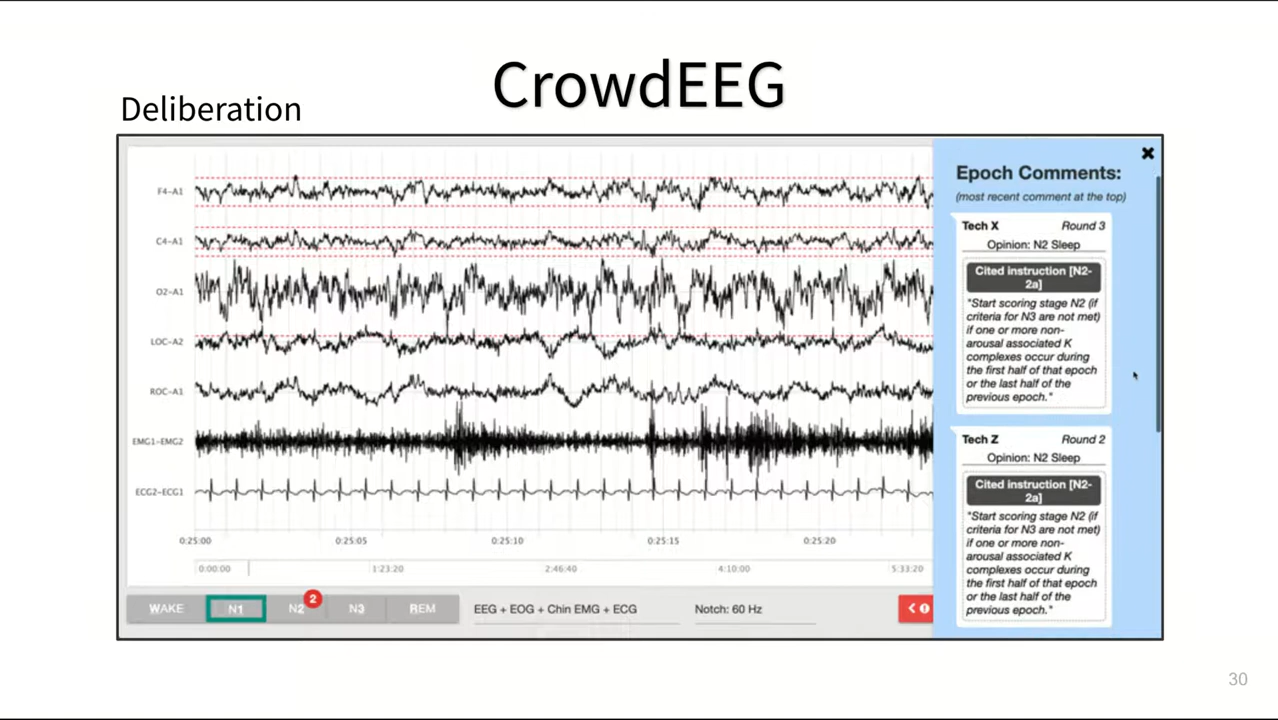 CrowdEEG
Deliberation
F4-A1
C4-A1
O2-A1
LOC-A2
ROC-A1
EMG1-EMG2
ECG2-ECG1
0:25:00 0:25:05 0:25:10 0:25:15 0:25:20
0:00:00 1:23:20 2:46:40 4:10:00 5:33:20
WAKE N1 N2 2 N3 REM EEG + EOG + Chin EMG + ECG Notch: 60 Hz
Epoch Comments:
(most recent comment at the top)
Tech X Round 3
Opinion: N2 Sleep
Cited instruction [N2-
2a]
"Start scoring stage N2 (if
criteria for N3 are not met)
if one or more non-
arousal associated K
complexes occur during
the first half of that epoch
or the last half of the
previous epoch."
Tech Z Round 2
Opinion: N2 Sleep
Cited instruction [N2-
2a]
"Start scoring stage N2 (if
criteria for N3 are not met)
if one or more non-
arousal associated K
complexes occur during
the first half of that epoch
or the last half of the
previous epoch."
30